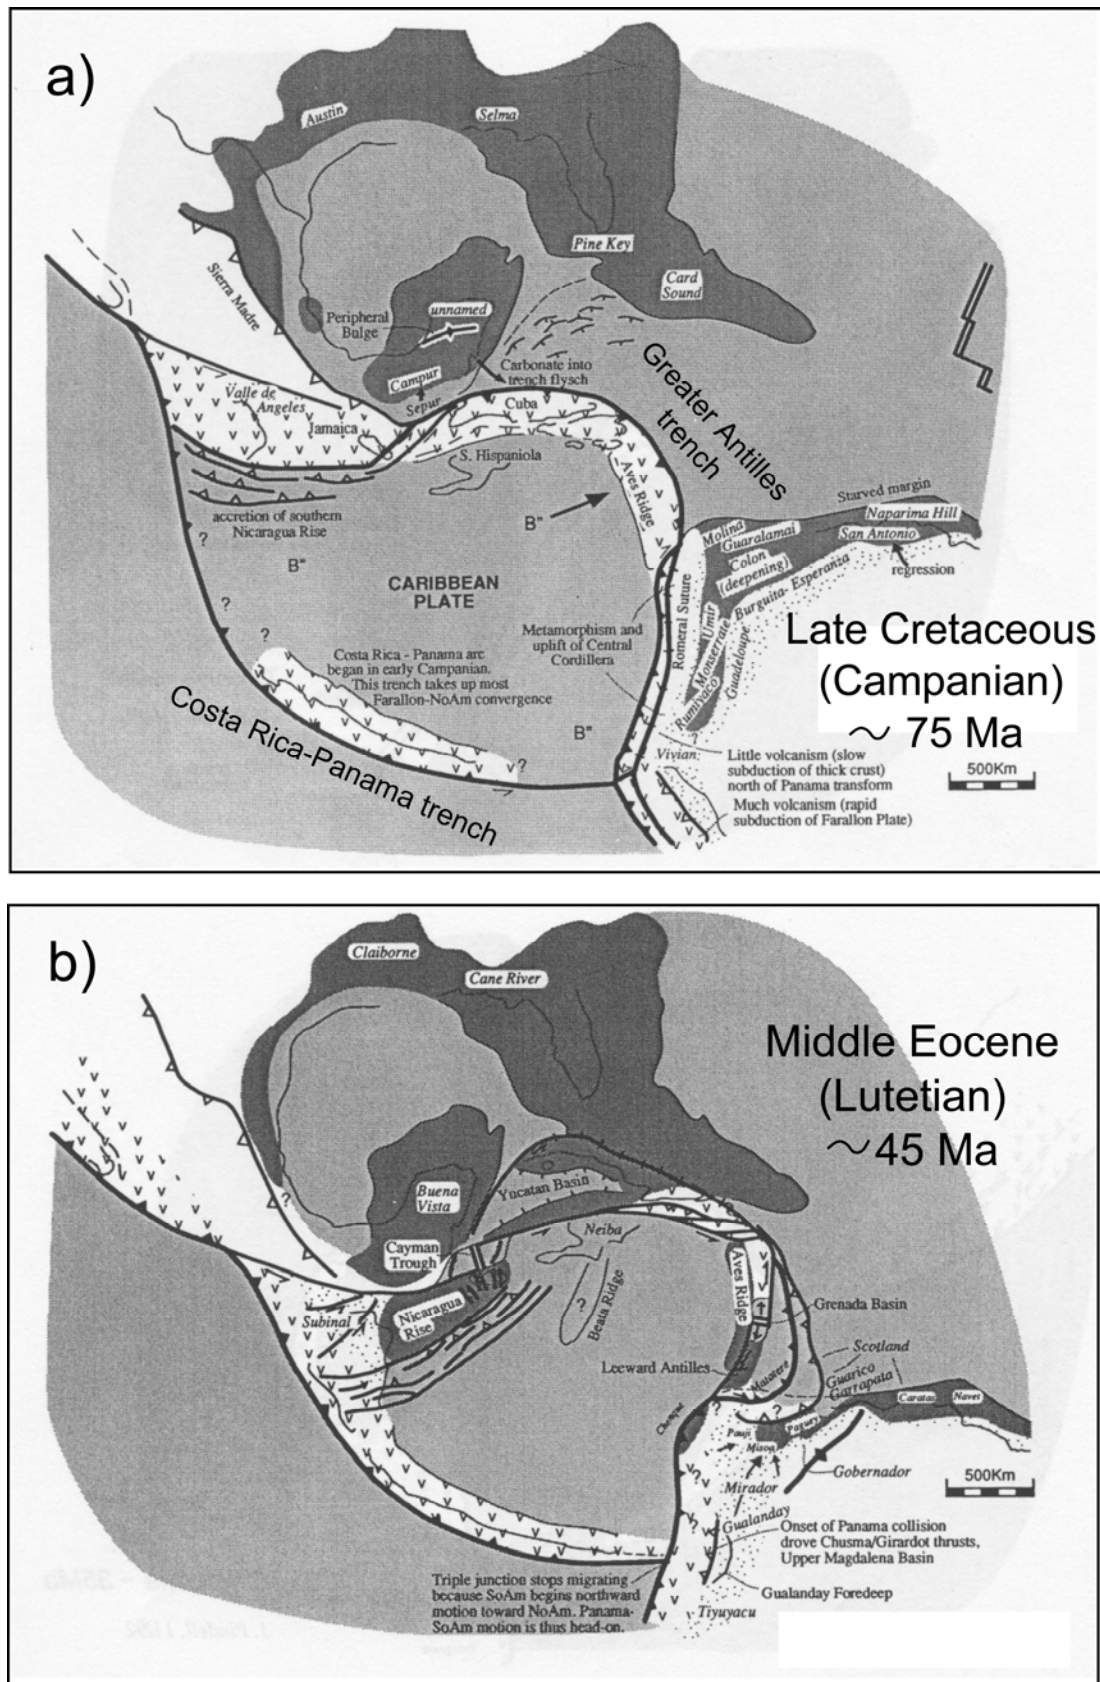 a)
Austin
Selma
Pine Key
Card
Sound
Sierra Madre
Peripheral
Bulge
unnamed
Campur
Sepur
Carbonate into
trench flysch
Greater Antilles
trench
Valle de
Angeles
Jamaica
Cuba
S. Hispaniola
Aves Ridge
accretion of southern
Nicaragua Rise
?
B"
B"
CARIBBEAN
PLATE
Starved margin
Naparima Hill
San Antonio
regression
Molina
Guaralamai
Colon
(deepening)
Burguita- Esperanza
Romeral Suture
Umir
Monserrate
Guadeloupe
Rumiyaco
Metamorphism and
uplift of Central
Cordillera
?
?
Costa Rica - Panama arc
began in early Campanian.
This trench takes up most
Farallon-NoAm convergence
B"
?
Costa Rica-Panama trench
Vivian
?
Little volcanism (slow
subduction of thick crust)
north of Panama transform
Much volcanism (rapid
subduction of Farallon Plate)
Late Cretaceous
(Campanian)
~ 75 Ma
500Km
b)
Claiborne
Cane River
Middle Eocene
(Lutetian)
~45 Ma
?
Buena
Vista
Yucatan Basin
Cayman
Trough
Neiba
Nicaragua
Rise
Subinal
?
Beata Ridge
Aves Ridge
Grenada Basin
Leeward Antilles
Matatere
Scotland
Guarico
Garrapata
Caratas
Navet
?
?
Pauji
Pagüey
Misoa
Mirador
Gobernador
?
?
Gualanday
500Km
Onset of Panama collision
drove Chusma/Girardot thrusts,
Upper Magdalena Basin
Gualanday Foredeep
Tiyuyacu
Triple junction stops migrating
because SoAm begins northward
motion toward NoAm. Panama-
SoAm motion is thus head-on.